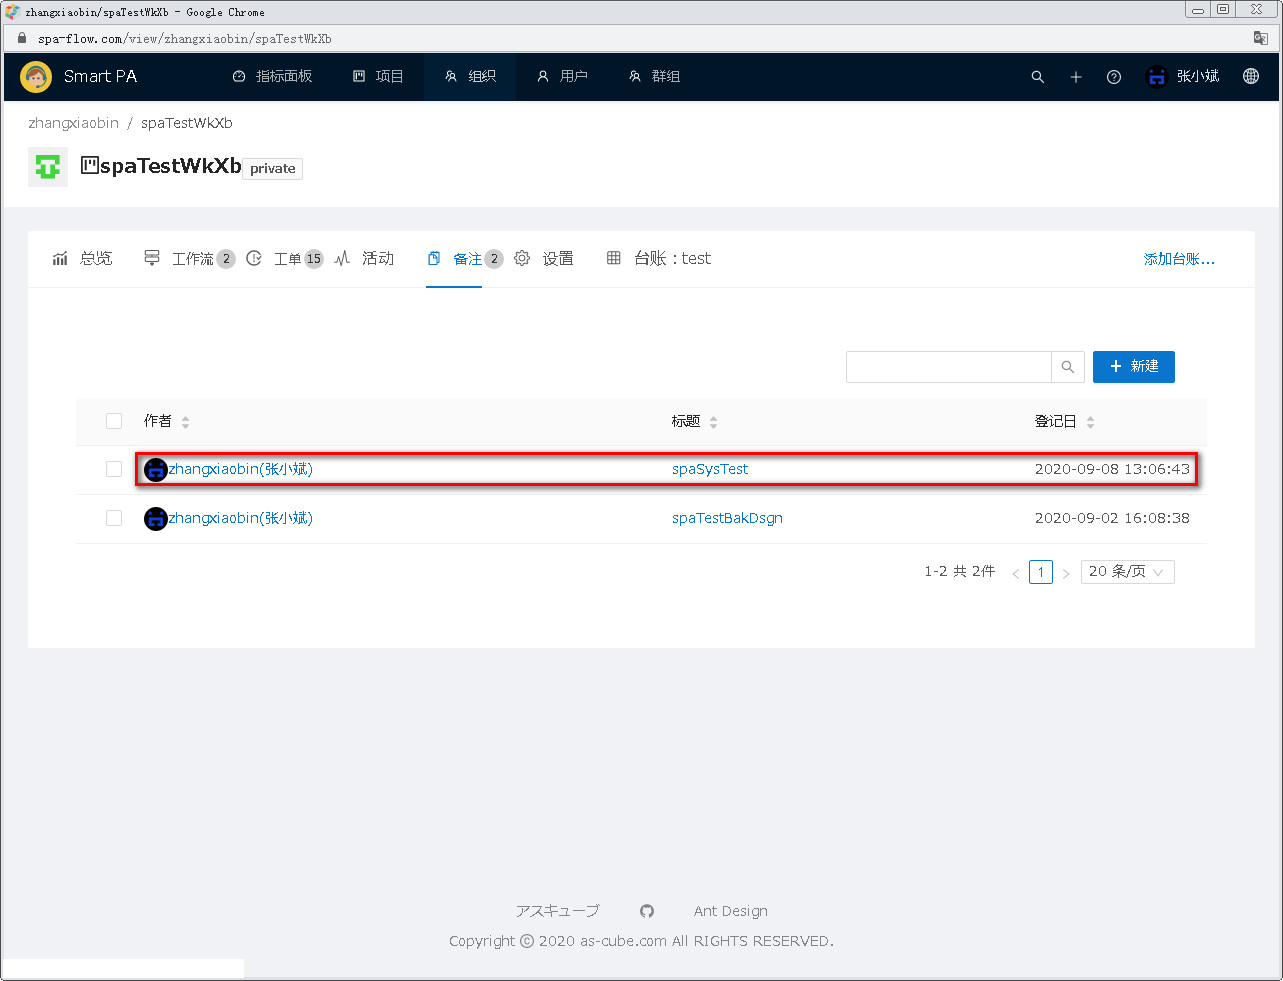 zhangxiaobin/spaTestWkXb - Google Chrome
spa-flow.com/view/zhangxiaobin/spaTestWkXb
Smart PA 指标面板 项目 组织 用户 群组 张小斌
zhangxiaobin / spaTestWkXb
spaTestWkXb private
总览 工作流 2 工单 15 活动 备注 2 设置 台账：test 添加台账...
新建
作者 标题 登记日
zhangxiaobin(张小斌) spaSysTest 2020-09-08 13:06:43
zhangxiaobin(张小斌) spaTestBakDsgn 2020-09-02 16:08:38
1-2 共 2件 < 1 > 20 条/页
アスキューブ Ant Design
Copyright © 2020 as-cube.com All RIGHTS RESERVED.